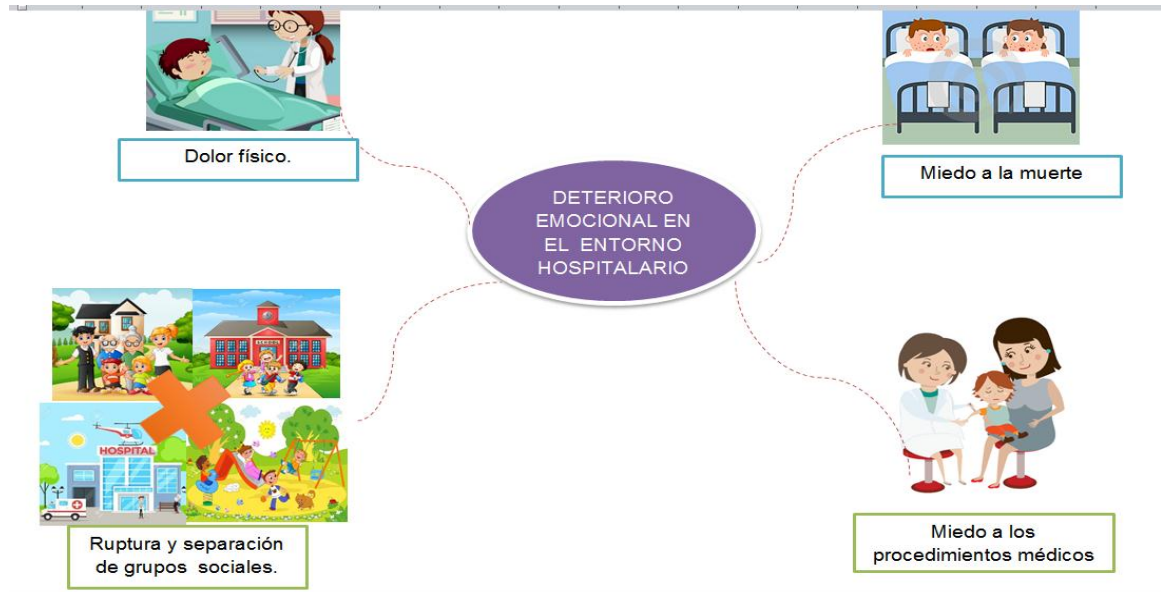 Dolor físico.
Miedo a la muerte
DETERIORO
EMOCIONAL EN
EL ENTORNO
HOSPITALARIO
SCHOOL
HOSPITAL
Ruptura y separación
de grupos sociales.
Miedo a los
procedimientos médicos